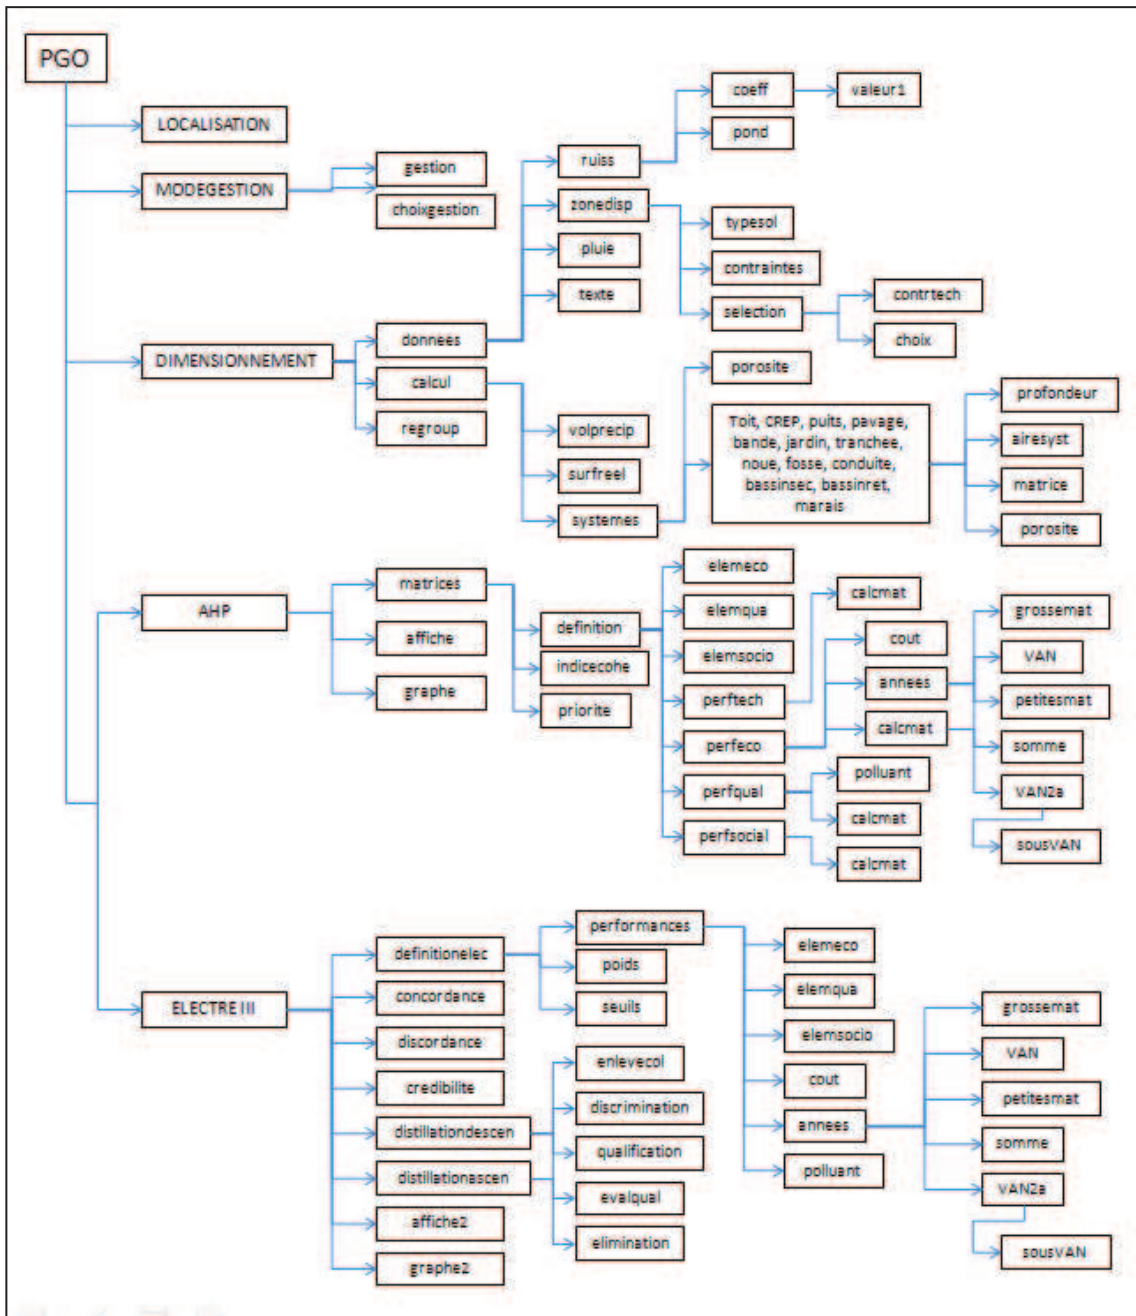 PGO
LOCALISATION
MODEGESTION
gestion
choixgestion
DIMENSIONNEMENT
donnees
ruiss
coeff
valeur1
pond
zonedisp
typesol
contraintes
selection
contrtech
choix
pluie
texte
calcul
volprecip
surfreel
systemes
porosite
Toit, CREP, puits, pavage,
bande, jardin, tranchee,
noue, fosse, conduite,
bassinsec, bassinret,
marais
profondeur
airesyst
matrice
porosite
regroup
AHP
matrices
definition
elemeco
elemqua
elemsocio
perftech
calcmat
perfeco
cout
annees
calcmat
grossemat
VAN
petitesmat
somme
VAN2a
sousVAN
perfqual
polluant
calcmat
perfsocial
calcmat
indicecohe
priorite
affiche
graphe
ELECTRE III
definitionelec
performances
elemeco
elemqua
elemsocio
cout
annees
grossemat
VAN
petitesmat
somme
VAN2a
sousVAN
polluant
poids
seuils
concordance
discordance
credibilite
distillationdescen
distillationascen
enlevecol
discrimination
qualification
evalqual
elimination
affiche2
graphe2